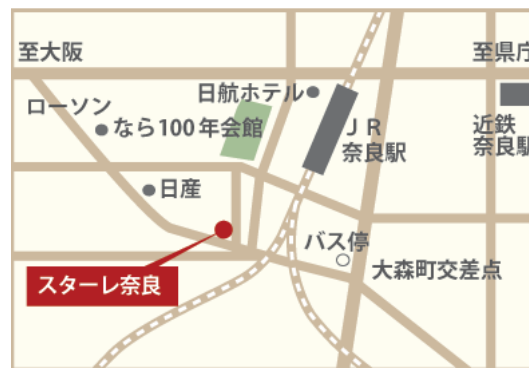 至大阪
至県庁
ローソン
日航ホテル
なら100年会館
ＪＲ
奈良駅
近鉄
奈良駅
日産
バス停
スターレ奈良
大森町交差点